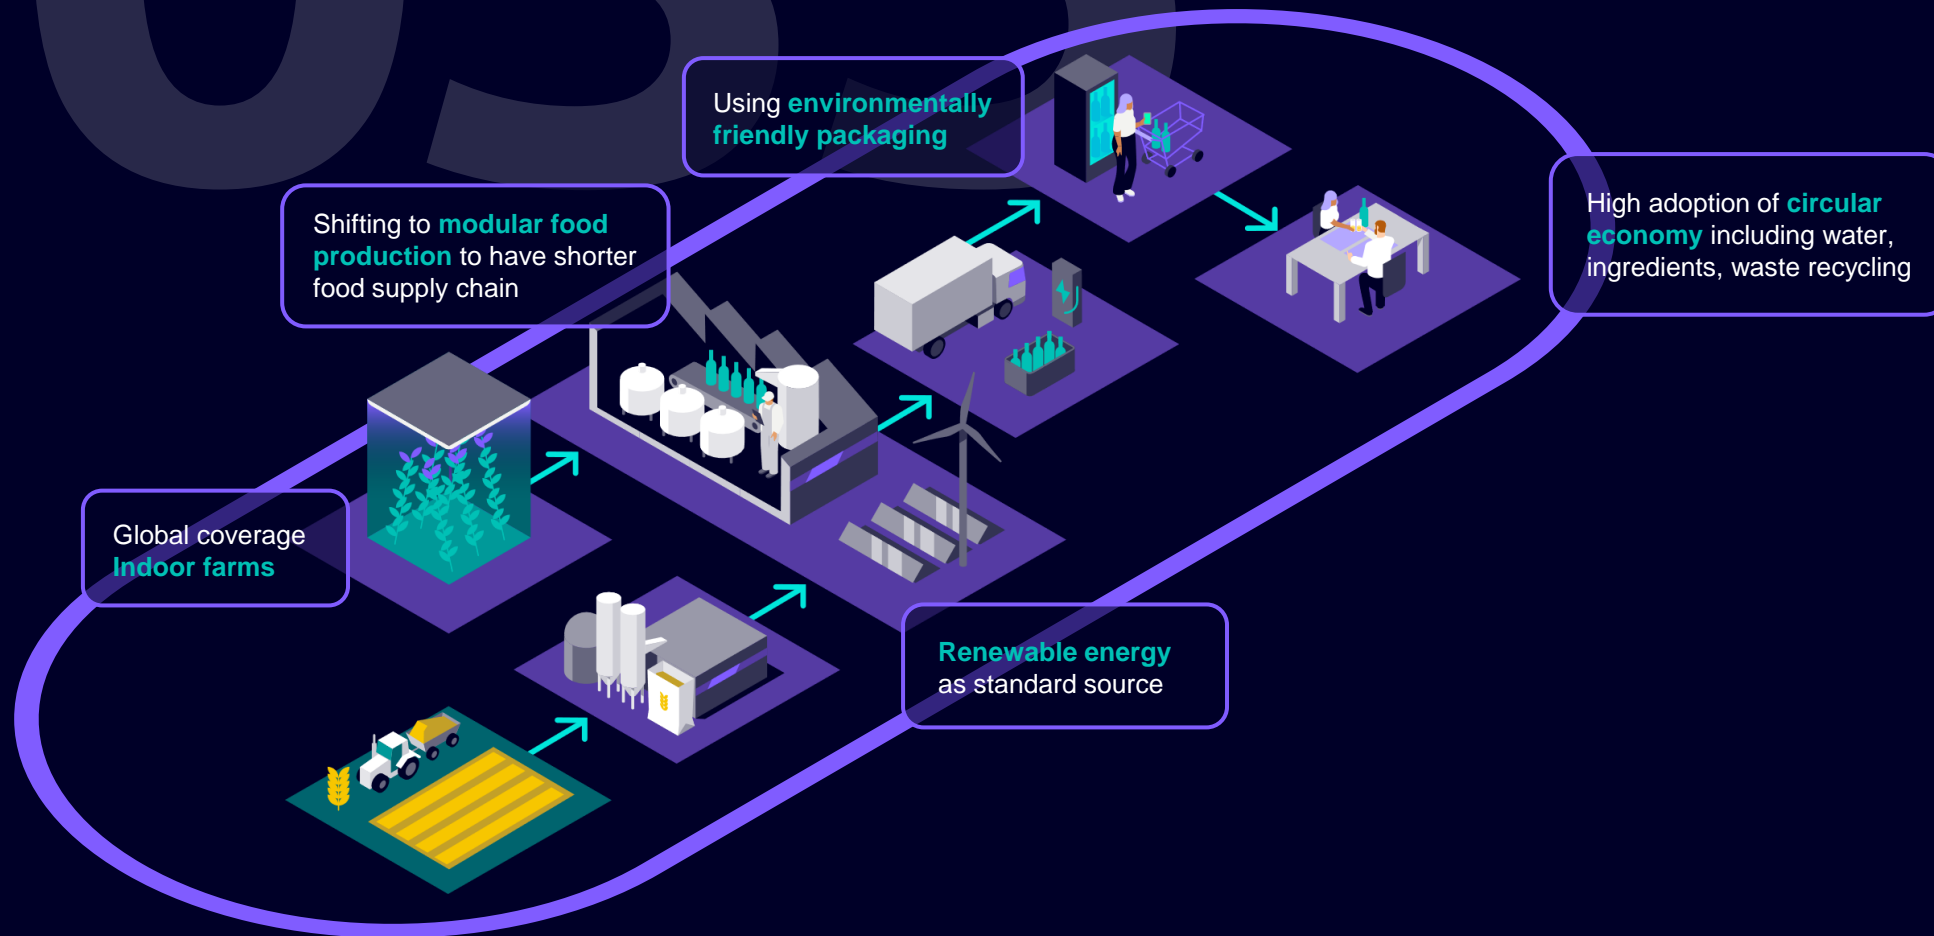 Using environmentally
friendly packaging
Shifting to modular food
production to have shorter
food supply chain
High adoption of circular
economy including water,
ingredients, waste recycling
Global coverage
Indoor farms
Renewable energy
as standard source